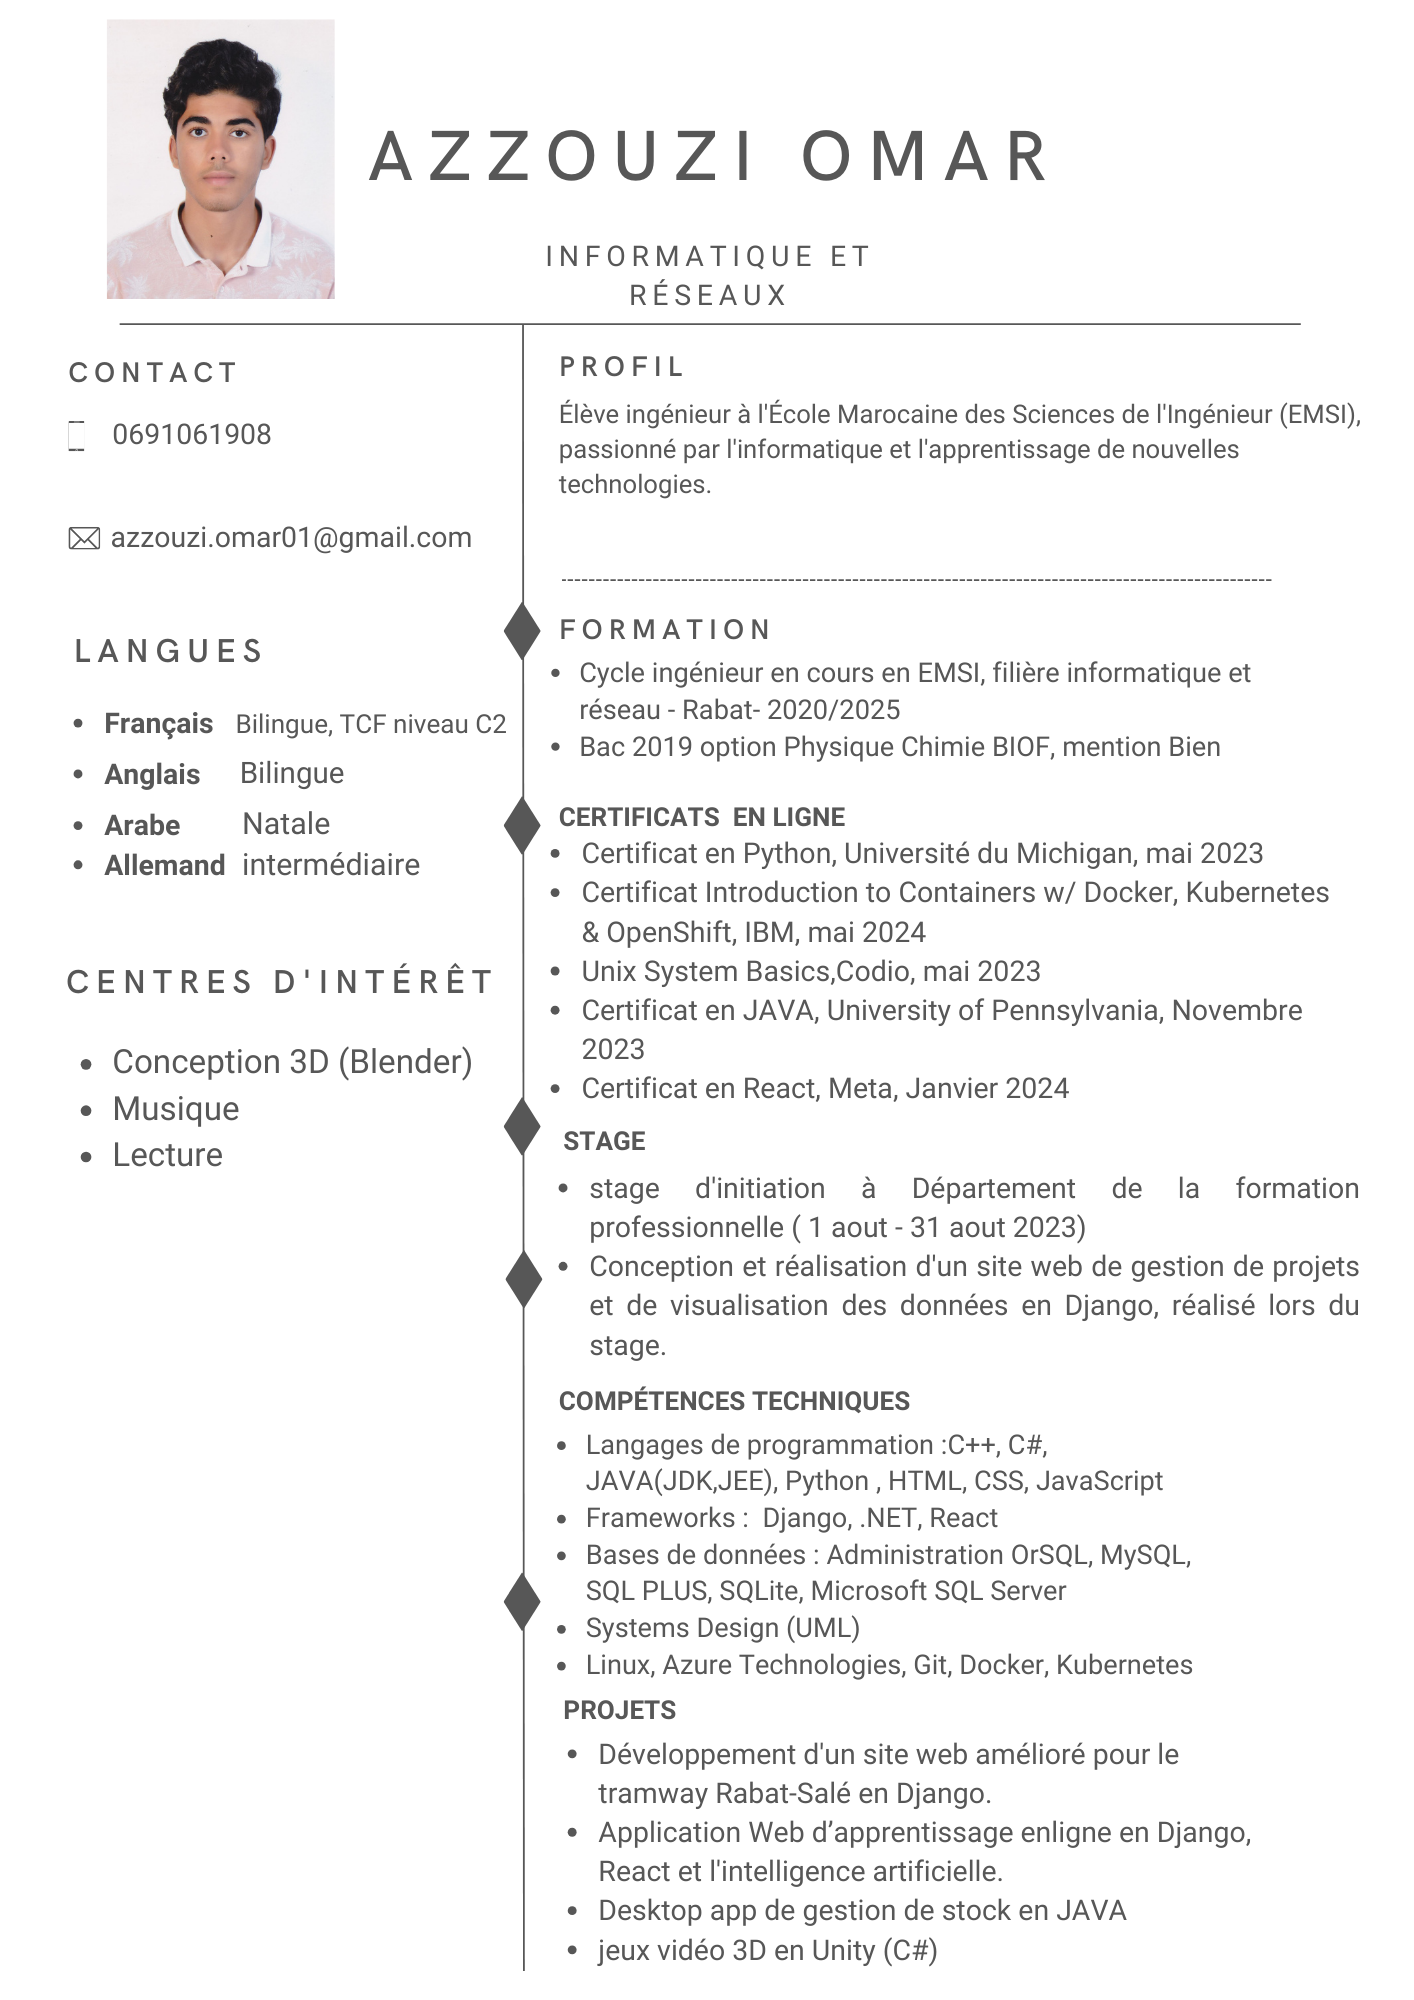 AZZOUZI OMAR
INFORMATIQUE ET
RÉSEAUX
CONTACT
0691061908
azzouzi.omar01@gmail.com
LANGUES
• Français Bilingue, TCF niveau C2
• Anglais Bilingue
• Arabe Natale
• Allemand intermédiaire
CENTRES D'INTÉRÊT
• Conception 3D (Blender)
• Musique
• Lecture
PROFIL
Élève ingénieur à l'École Marocaine des Sciences de l'Ingénieur (EMSI),
passionné par l'informatique et l'apprentissage de nouvelles
technologies.
FORMATION
• Cycle ingénieur en cours en EMSI, filière informatique et
réseau - Rabat- 2020/2025
• Bac 2019 option Physique Chimie BIOF, mention Bien
CERTIFICATS EN LIGNE
• Certificat en Python, Université du Michigan, mai 2023
• Certificat Introduction to Containers w/ Docker, Kubernetes
& OpenShift, IBM, mai 2024
• Unix System Basics,Codio, mai 2023
• Certificat en JAVA, University of Pennsylvania, Novembre
2023
• Certificat en React, Meta, Janvier 2024
STAGE
• stage d'initiation à Département de la formation
professionnelle ( 1 aout - 31 aout 2023)
• Conception et réalisation d'un site web de gestion de projets
et de visualisation des données en Django, réalisé lors du
stage.
COMPÉTENCES TECHNIQUES
• Langages de programmation :C++, C#,
JAVA(JDK,JEE), Python , HTML, CSS, JavaScript
• Frameworks : Django, .NET, React
• Bases de données : Administration OrSQL, MySQL,
SQL PLUS, SQLite, Microsoft SQL Server
• Systems Design (UML)
• Linux, Azure Technologies, Git, Docker, Kubernetes
PROJETS
• Développement d'un site web amélioré pour le
tramway Rabat-Salé en Django.
• Application Web d’apprentissage enligne en Django,
React et l'intelligence artificielle.
• Desktop app de gestion de stock en JAVA
• jeux vidéo 3D en Unity (C#)